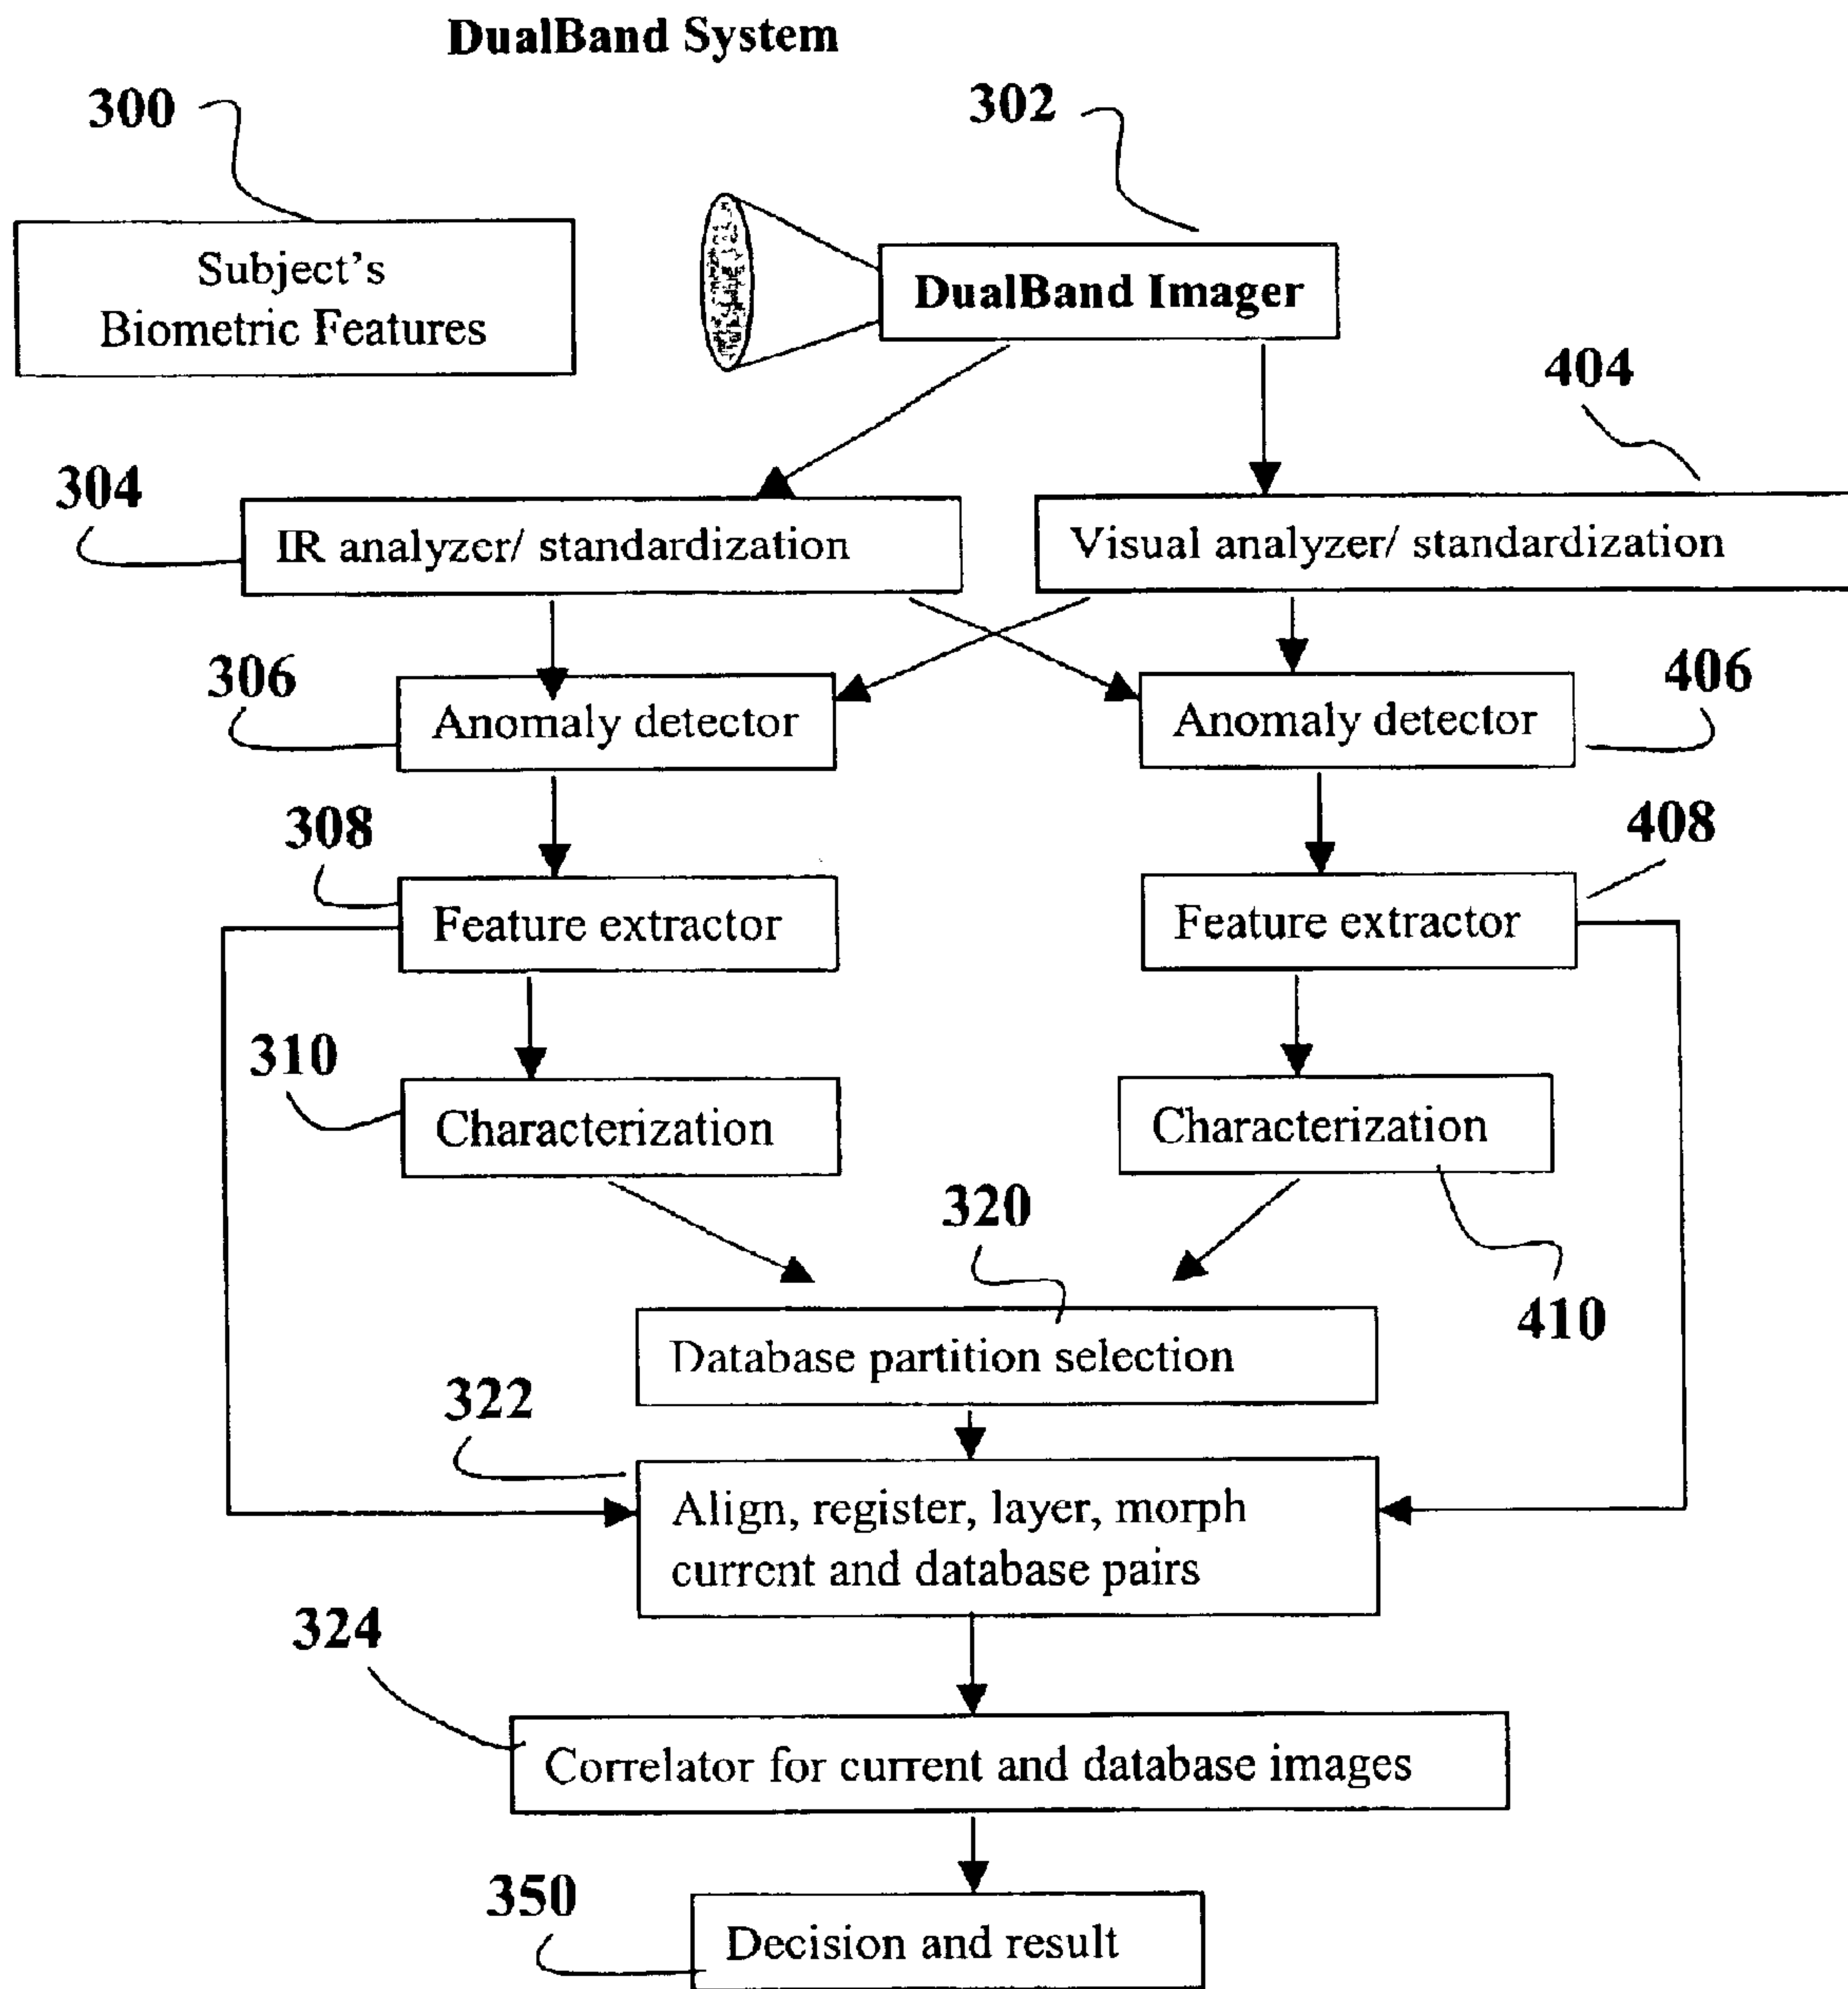 DualBand System
300
302
Subject's
Biometric Features
DualBand Imager
404
304
IR analyzer/ standardization
Visual analyzer/ standardization
306
Anomaly detector
Anomaly detector
406
308
408
Feature extractor
Feature extractor
310
Characterization
Characterization
320
410
Database partition selection
322
Align, register, layer, morph
current and database pairs
324
Correlator for current and database images
350
Decision and result